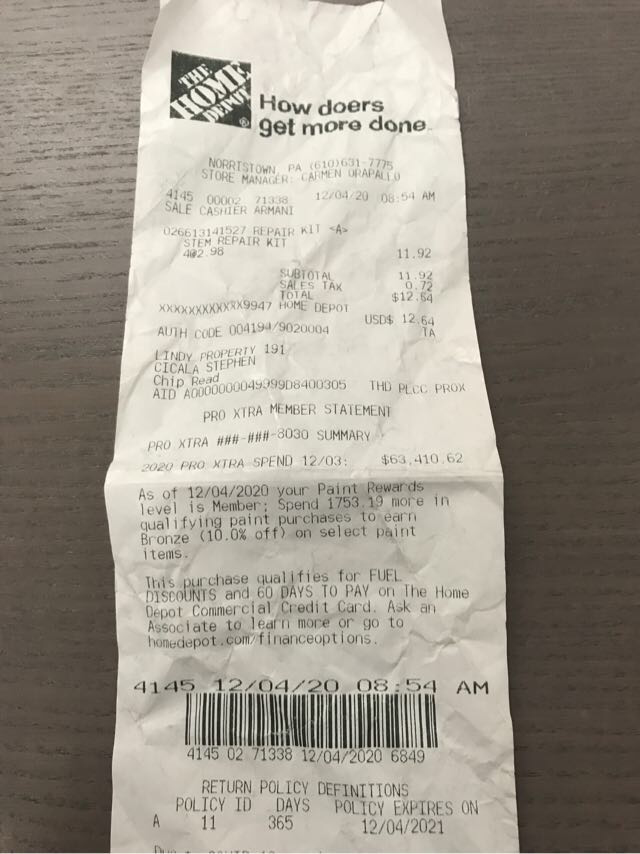 THE
HOME
DEPOT
®
How doers
get more done.
NORRISTOWN, PA (610)631-7775
STORE MANAGER: CARMEN ORAPALLO
4145 00002 71338 12/04/20 08:54 AM
SALE CASHIER ARMANI
026613141527 REPAIR KIT <A>
STEM REPAIR KIT
4@2.98 11.92
SUBTOTAL 11.92
SALES TAX 0.72
TOTAL $12.64
XXXXXXXXXXXX9947 HOME DEPOT
USD$ 12.64
AUTH CODE 004194/9020004 TA
LINDY PROPERTY 191
CICALA STEPHEN
Chip Read
AID A0000000049999D8400305 THD PLCC PROX
PRO XTRA MEMBER STATEMENT
PRO XTRA ###-###-8030 SUMMARY
2020 PRO XTRA SPEND 12/03: $63,410.62
As of 12/04/2020 your Paint Rewards
level is Member; Spend 1753.19 more in
qualifying paint purchases to earn
Bronze (10.0% off) on select paint
items.
This purchase qualifies for FUEL
DISCOUNTS and 60 DAYS TO PAY on The Home
Depot Commercial Credit Card. Ask an
Associate to learn more or go to
homedepot.com/financeoptions.
4145 12/04/20 08:54 AM
4145 02 71338 12/04/2020 6849
RETURN POLICY DEFINITIONS
POLICY ID DAYS POLICY EXPIRES ON
A 11 365 12/04/2021